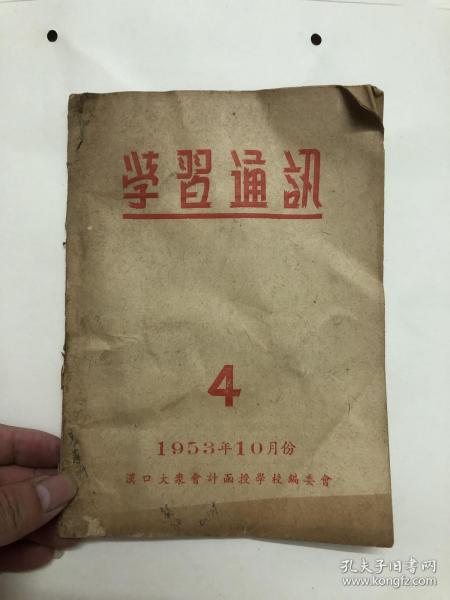 学習通訊
4
1953年10月份
漢口大衆會計函授學校編委會
孔夫子旧书网
www.kongfz.com